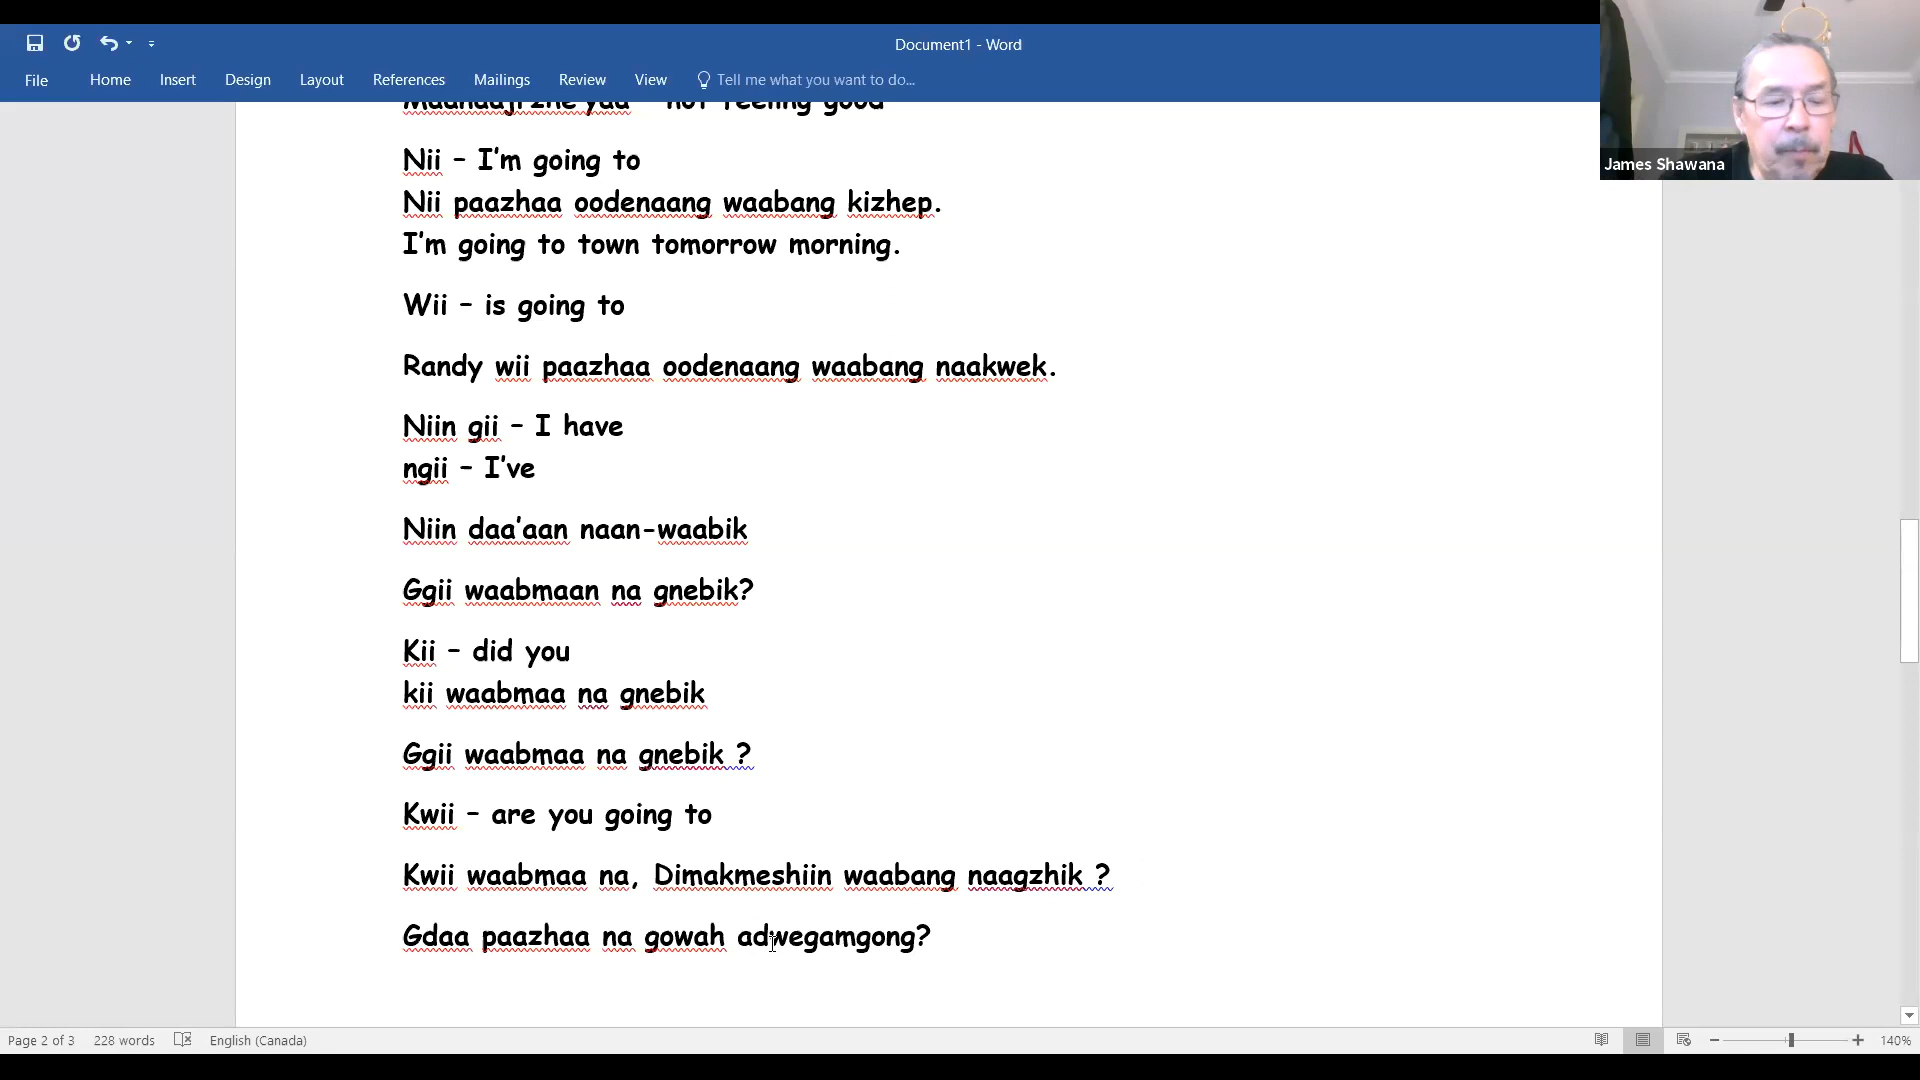 Document1 - Word
File Home Insert Design Layout References Mailings Review View Tell me what you want to do...
James Shawana
not feeling good
Nii – I'm going to
Nii paazhaa oodenaang waabang kizhep.
I'm going to town tomorrow morning.
Wii – is going to
Randy wii paazhaa oodenaang waabang naakwek.
Niin gii – I have
ngii – I've
Niin daa'aan naan-waabik
Ggii waabmaan na gnebik?
Kii – did you
kii waabmaa na gnebik
Ggii waabmaa na gnebik ?
Kwii – are you going to
Kwii waabmaa na, Dimakmeshiin waabang naagzhik ?
Gdaa paazhaa na gowah adwegamgong?
Page 2 of 3 228 words English (Canada) 140%